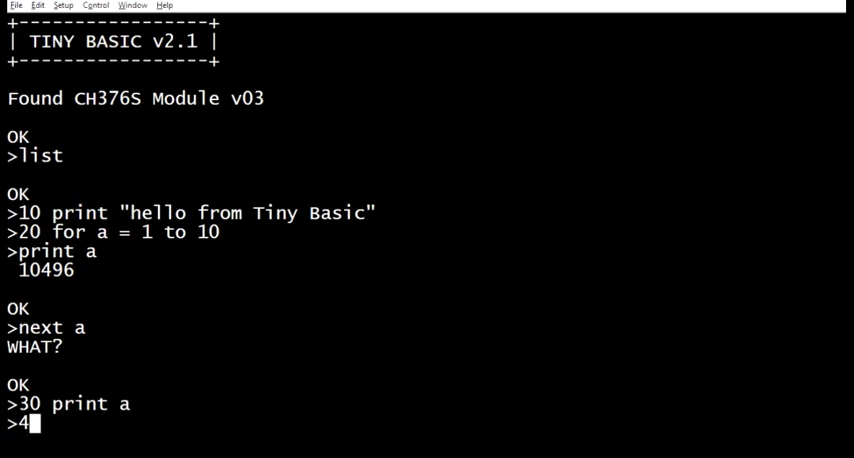 File Edit Setup Control Window Help
+------------------+
| TINY BASIC v2.1 |
+------------------+
Found CH376S Module v03
OK
>list
OK
>10 print "hello from Tiny Basic"
>20 for a = 1 to 10
>print a
10496
OK
>next a
WHAT?
OK
>30 print a
>4